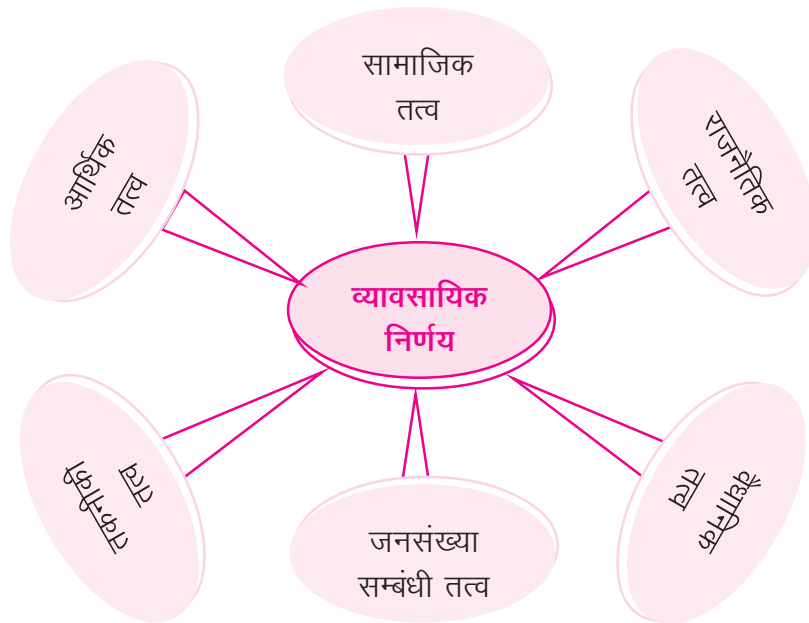 सामाजिक
तत्व
आर्थिक
तत्व
राजनैतिक
तत्व
व्यावसायिक
निर्णय
तकनीकी
तत्व
जनसंख्या
सम्बंधी तत्व
वैधानिक
तत्व